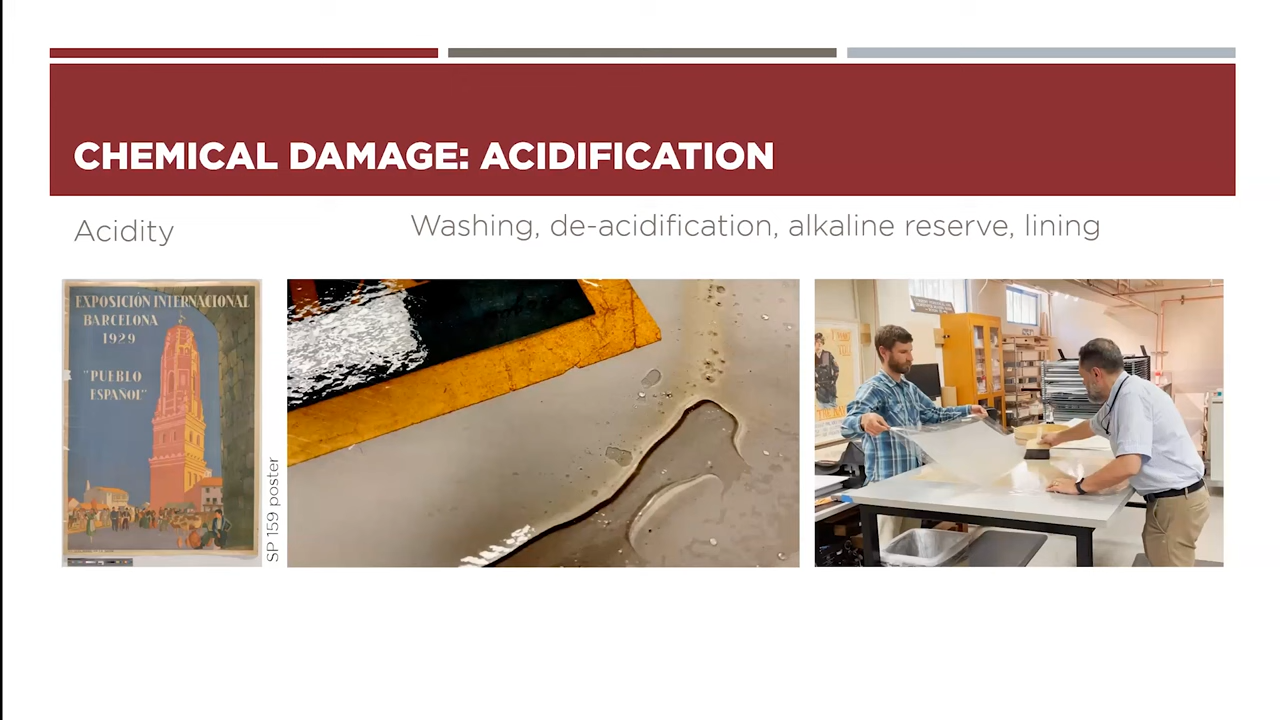 CHEMICAL DAMAGE: ACIDIFICATION
Acidity
Washing, de-acidification, alkaline reserve, lining
EXPOSICIÓN INTERNACIONAL
BARCELONA
1929
"PUEBLO
ESPAÑOL"
SP 159 poster